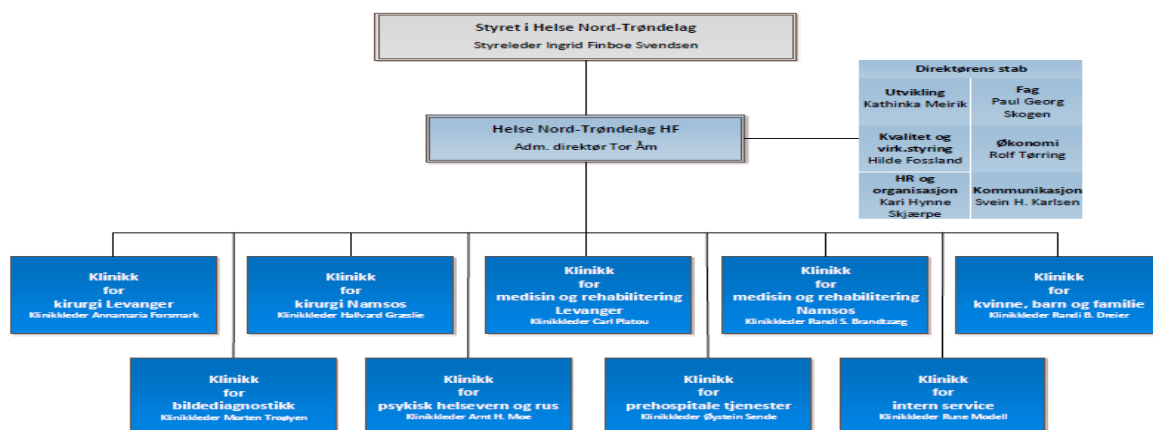 Styret i Helse Nord-Trøndelag
Styreleder Ingrid Finboe Svendsen
Direktørens stab
Utvikling
Kathinka Meirik
Fag
Paul Georg
Skogen
Helse Nord-Trøndelag HF
Adm. direktør Tor Åm
Kvalitet og
virk.styring
Hilde Fossland
Økonomi
Rolf Tørring
HR og
organisasjon
Kari Hynne
Skjærpe
Kommunikasjon
Svein H. Karlsen
Klinikk
for
kirurgi Levanger
Klinikkleder Annamaria Forsmark
Klinikk
for
kirurgi Namsos
Klinikkleder Hallvard Græslie
Klinikk
for
medisin og rehabilitering
Levanger
Klinikkleder Carl Platou
Klinikk
for
medisin og rehabilitering
Namsos
Klinikkleder Randi S. Brandtzæg
Klinikk
for
kvinne, barn og familie
Klinikkleder Randi B. Dreier
Klinikk
for
bildediagnostikk
Klinikkleder Morten Troøyen
Klinikk
for
psykisk helsevern og rus
Klinikkleder Arnt H. Moe
Klinikk
for
prehospitale tjenester
Klinikkleder Øystein Sende
Klinikk
for
intern service
Klinikkleder Rune Modell